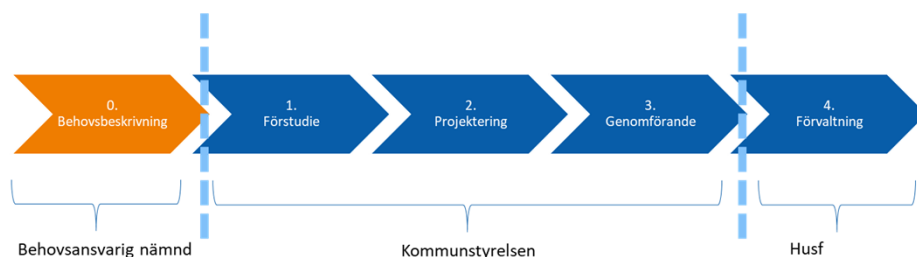 0.
Behovsbeskrivning
1.
Förstudie
2.
Projektering
3.
Genomförande
4.
Förvaltning
Behovsansvarig nämnd
Kommunstyrelsen
Husf